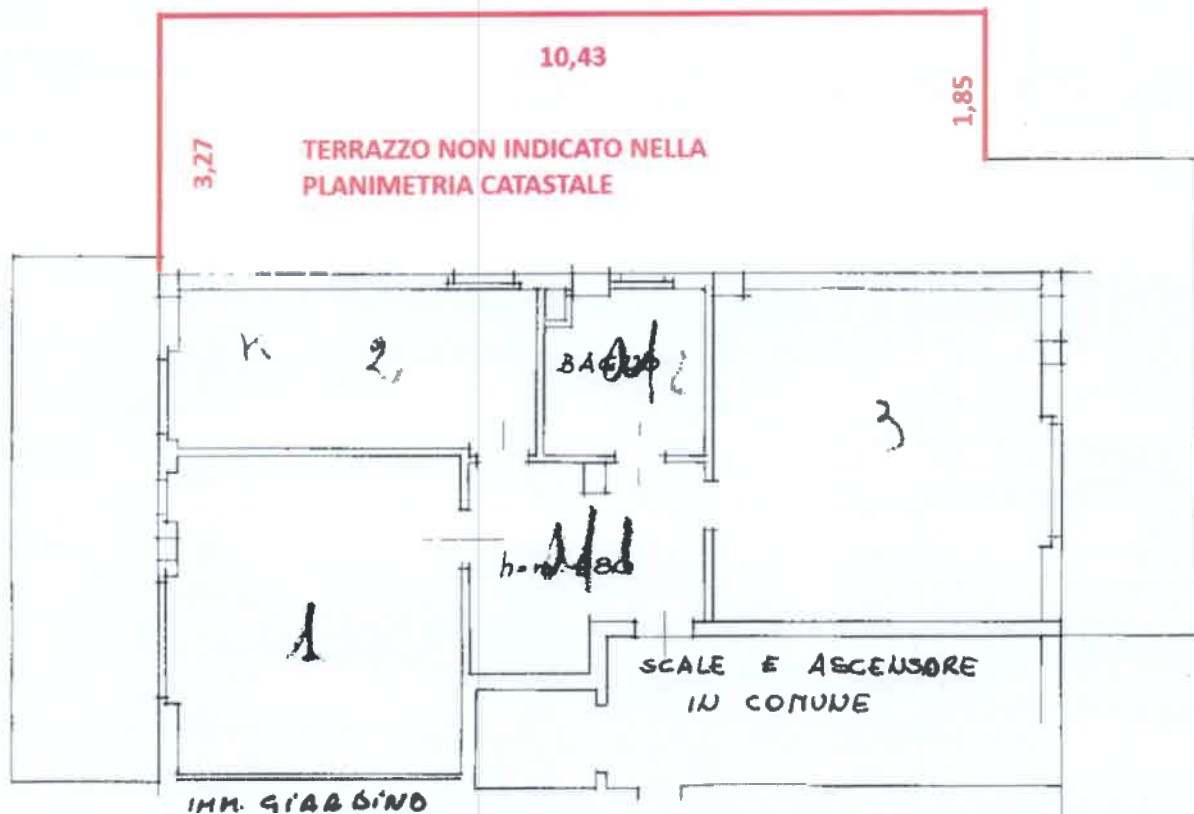 10,43
1,85
3,27
TERRAZZO NON INDICATO NELLA
PLANIMETRIA CATASTALE
K 2
BAGNO
3
1
SCALE E ASCENSORE
IN COMUNE
IMM. GIARDINO